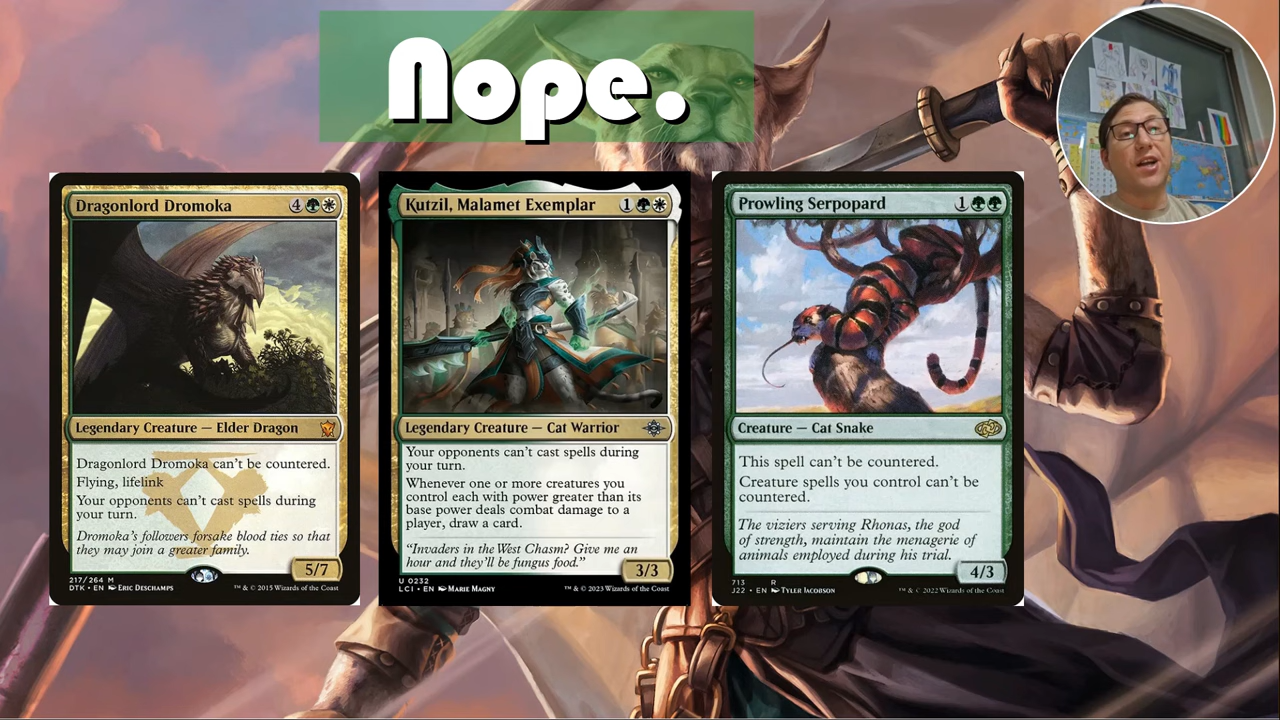 Nope.
Dragonlord Dromoka 4
Legendary Creature — Elder Dragon
Dragonlord Dromoka can't be countered.
Flying, lifelink
Your opponents can't cast spells during
your turn.
Dromoka's followers forsake blood ties so that
they may join a greater family.
5/7
217/264 M
DTK • EN Eric Deschamps
™ & © 2015 Wizards of the Coast
Kutzil, Malamet Exemplar 1
Legendary Creature — Cat Warrior
Your opponents can't cast spells during
your turn.
Whenever one or more creatures you
control each with power greater than its
base power deals combat damage to a
player, draw a card.
"Invaders in the West Chasm? Give me an
hour and they'll be fungus food."
3/3
U 0232
LCI • EN Marie Magny
™ & © 2023 Wizards of the Coast
Prowling Serpopard 1
Creature — Cat Snake
This spell can't be countered.
Creature spells you control can't be
countered.
The viziers serving Rhonas, the god
of strength, maintain the menagerie of
animals employed during his trial.
4/3
713 R
J22 • EN Tyler Jacobson
™ & © 2022 Wizards of the Coast